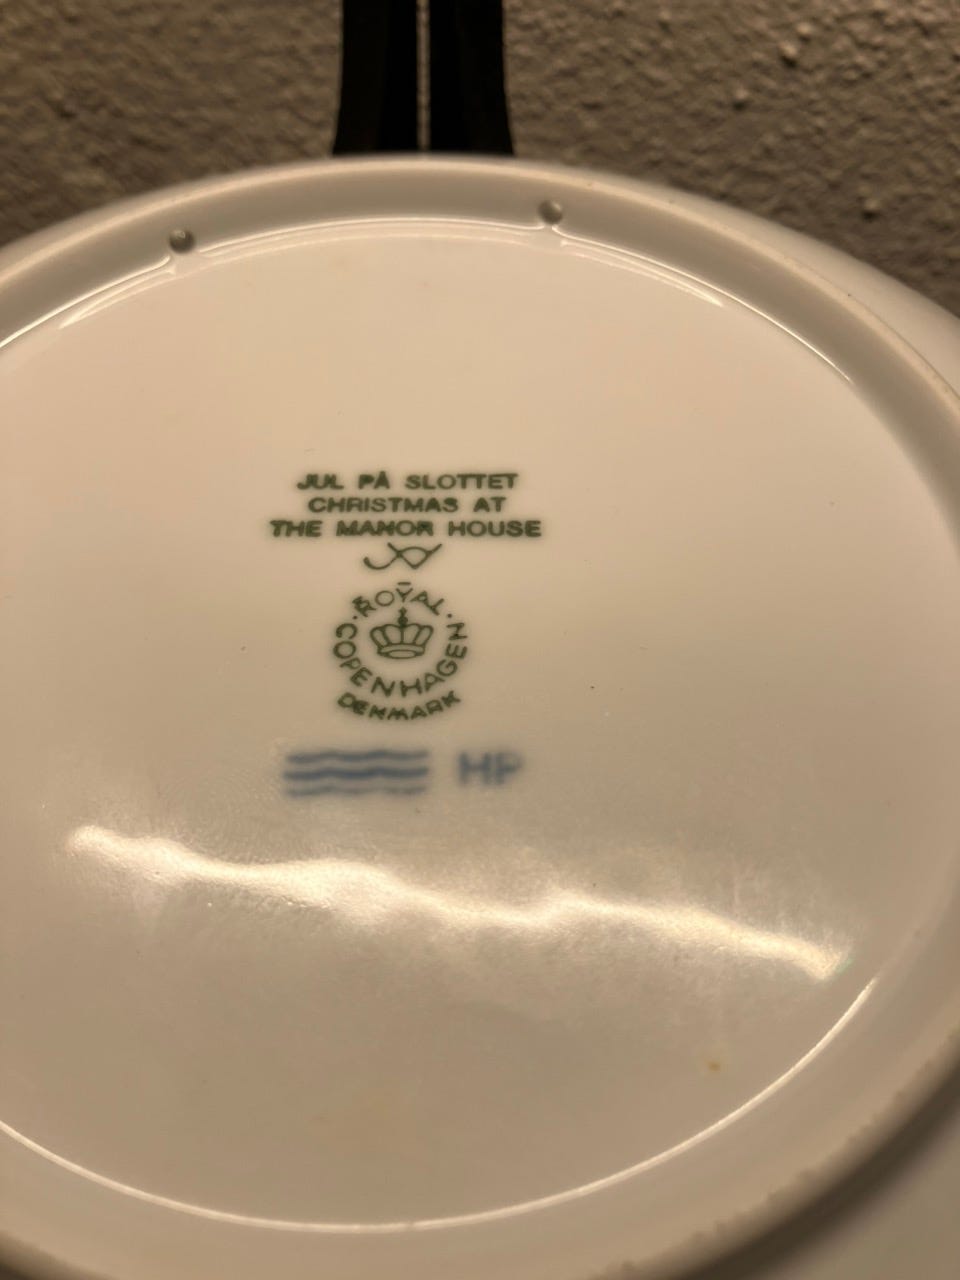 JUL PÅ SLOTTET
CHRISTMAS AT
THE MANOR HOUSE
ROYAL
COPENHAGEN
DENMARK
HP